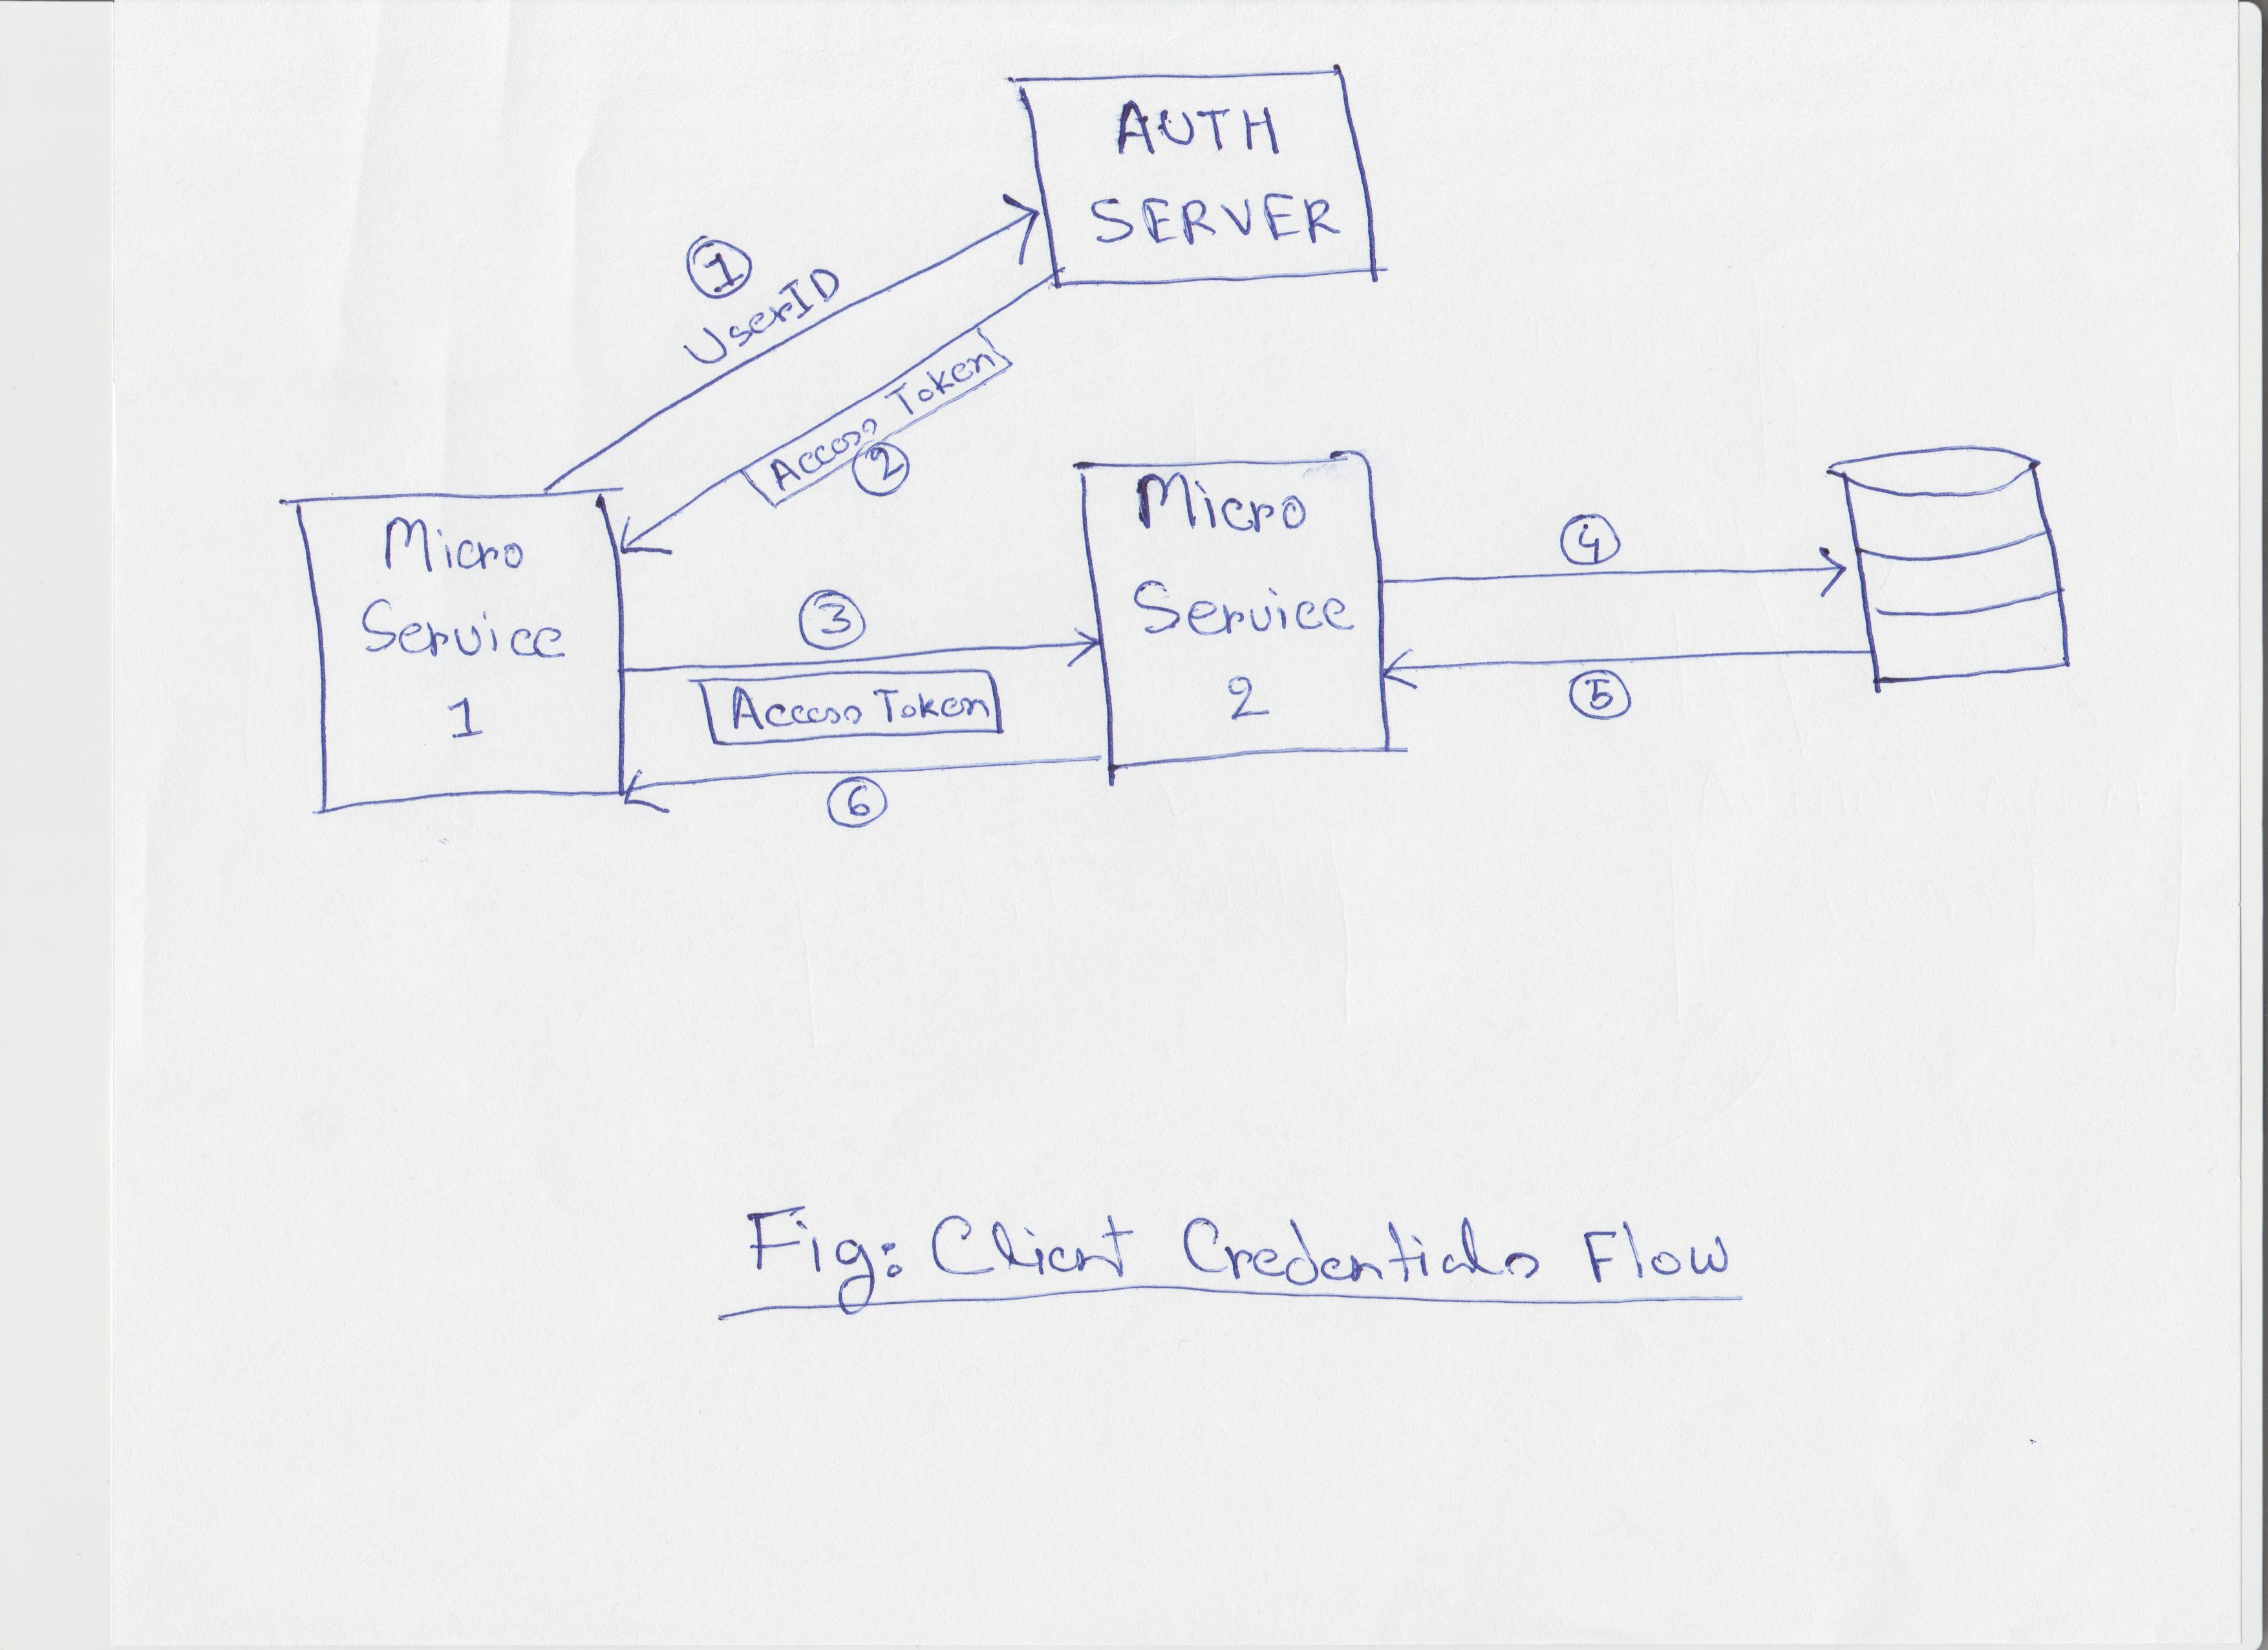 AUTH
SERVER
1
UserID
Access Token
2
Micro
Service
1
3
Access Token
6
Micro
Service
2
4
5
Fig: Client Credentials Flow